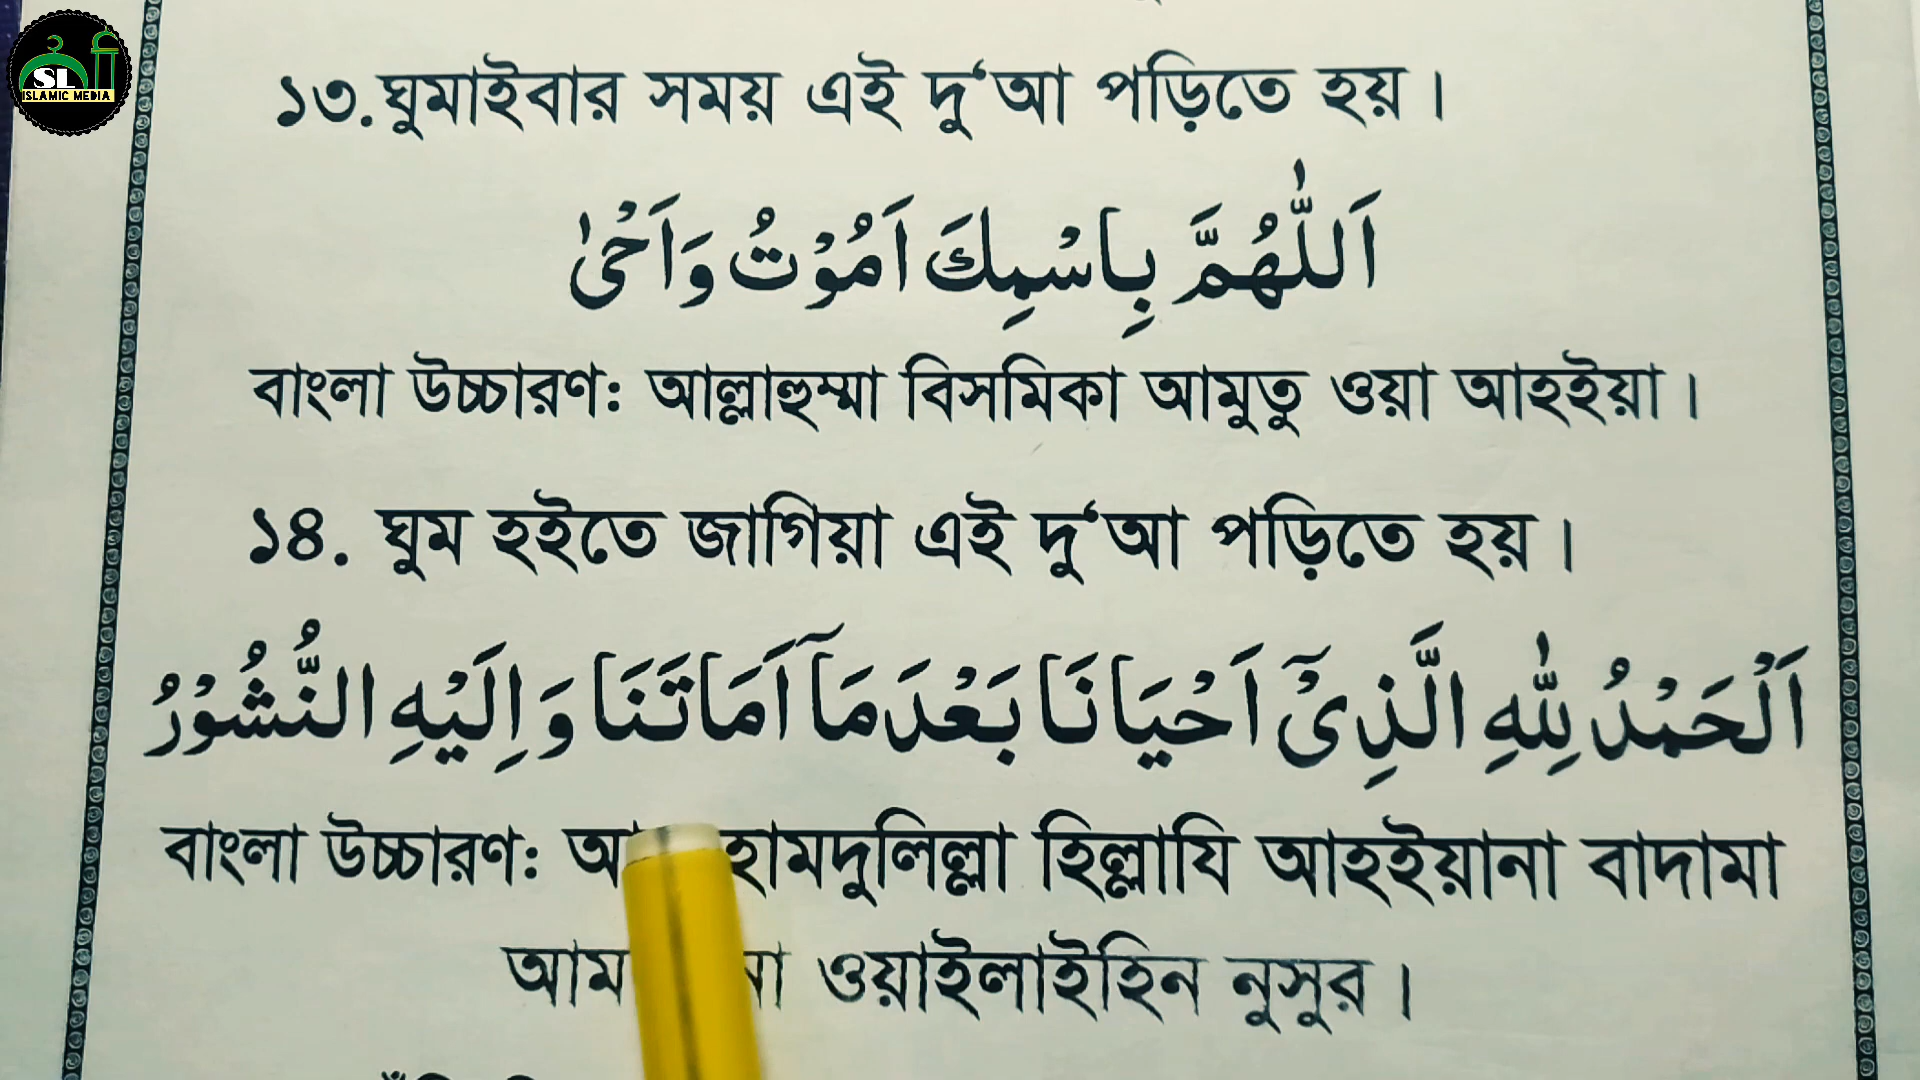 SL
ISLAMIC MEDIA
১৩.ঘুমাইবার সময় এই দু‘আ পড়িতে হয়।
اَللّٰهُمَّ بِاسْمِكَ اَمُوْتُ وَاَحْىٰ
বাংলা উচ্চারণঃ আল্লাহুম্মা বিসমিকা আমুতু ওয়া আহইয়া।
১৪. ঘুম হইতে জাগিয়া এই দু‘আ পড়িতে হয়।
اَلْحَمْدُ لِلّٰهِ الَّذِىْٓ اَحْيَانَا بَعْدَ مَآ اَمَاتَنَا وَاِلَيْهِ النُّشُوْرُ
বাংলা উচ্চারণঃ হামদুলিল্লা হিল্লাযি আহইয়ানা বাদামা
ওয়াইলাইহিন নুসুর।